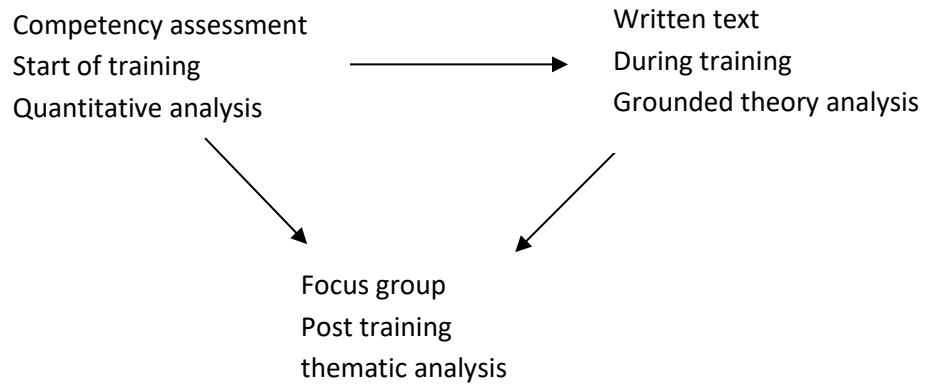 Competency assessment
Start of training
Quantitative analysis
Written text
During training
Grounded theory analysis
Focus group
Post training
thematic analysis